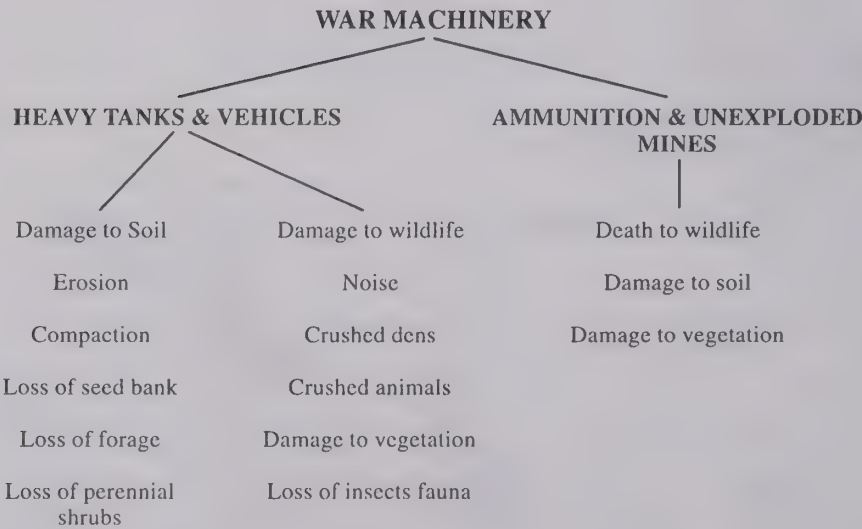 WAR MACHINERY
HEAVY TANKS & VEHICLES
AMMUNITION & UNEXPLODED
MINES
Damage to Soil
Erosion
Compaction
Loss of seed bank
Loss of forage
Loss of perennial
shrubs
Damage to wildlife
Noise
Crushed dens
Crushed animals
Damage to vegetation
Loss of insects fauna
Death to wildlife
Damage to soil
Damage to vegetation